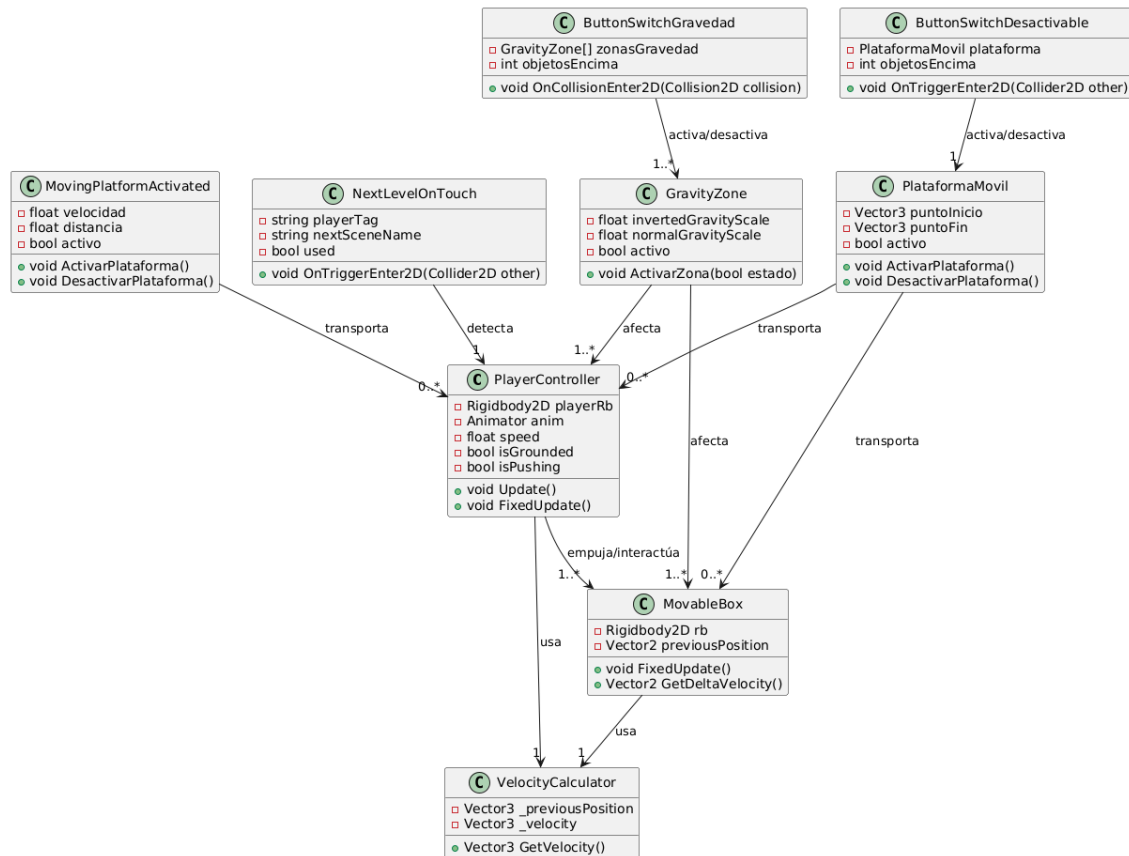 C ButtonSwitchGravedad
GravityZone[] zonasGravedad
int objetosEncima
void OnCollisionEnter2D(Collision2D collision)
C ButtonSwitchDesactivable
PlataformaMovil plataforma
int objetosEncima
void OnTriggerEnter2D(Collider2D other)
activa/desactiva
1..*
activa/desactiva
1
C MovingPlatformActivated
float velocidad
float distancia
bool activo
void ActivarPlataforma()
void DesactivarPlataforma()
C NextLevelOnTouch
string playerTag
string nextSceneName
bool used
void OnTriggerEnter2D(Collider2D other)
C GravityZone
float invertedGravityScale
float normalGravityScale
bool activo
void ActivarZona(bool estado)
C PlataformaMovil
Vector3 puntoInicio
Vector3 puntoFin
bool activo
void ActivarPlataforma()
void DesactivarPlataforma()
transporta
0..*
detecta
1
afecta
1..*
transporta
0..*
C PlayerController
Rigidbody2D playerRb
Animator anim
float speed
bool isGrounded
bool isPushing
void Update()
void FixedUpdate()
afecta
1..*
transporta
0..*
empuja/interactúa
1..*
C MovableBox
Rigidbody2D rb
Vector2 previousPosition
void FixedUpdate()
Vector2 GetDeltaVelocity()
usa
1
usa
1
C VelocityCalculator
Vector3 _previousPosition
Vector3 _velocity
Vector3 GetVelocity()